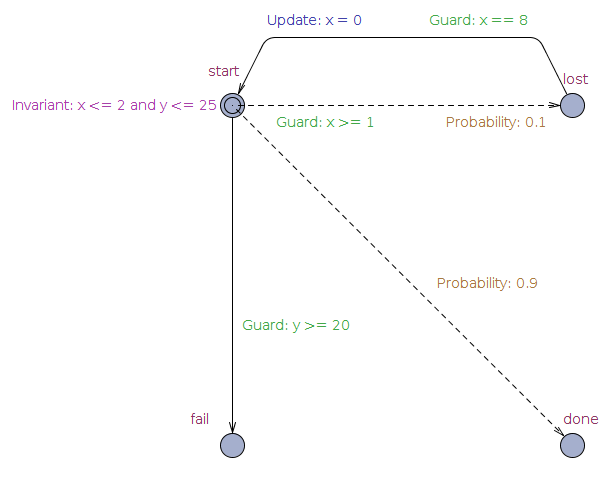 Update: x = 0
Guard: x == 8
start
lost
Invariant: x <= 2 and y <= 25
Guard: x >= 1
Probability: 0.1
Probability: 0.9
Guard: y >= 20
fail
done